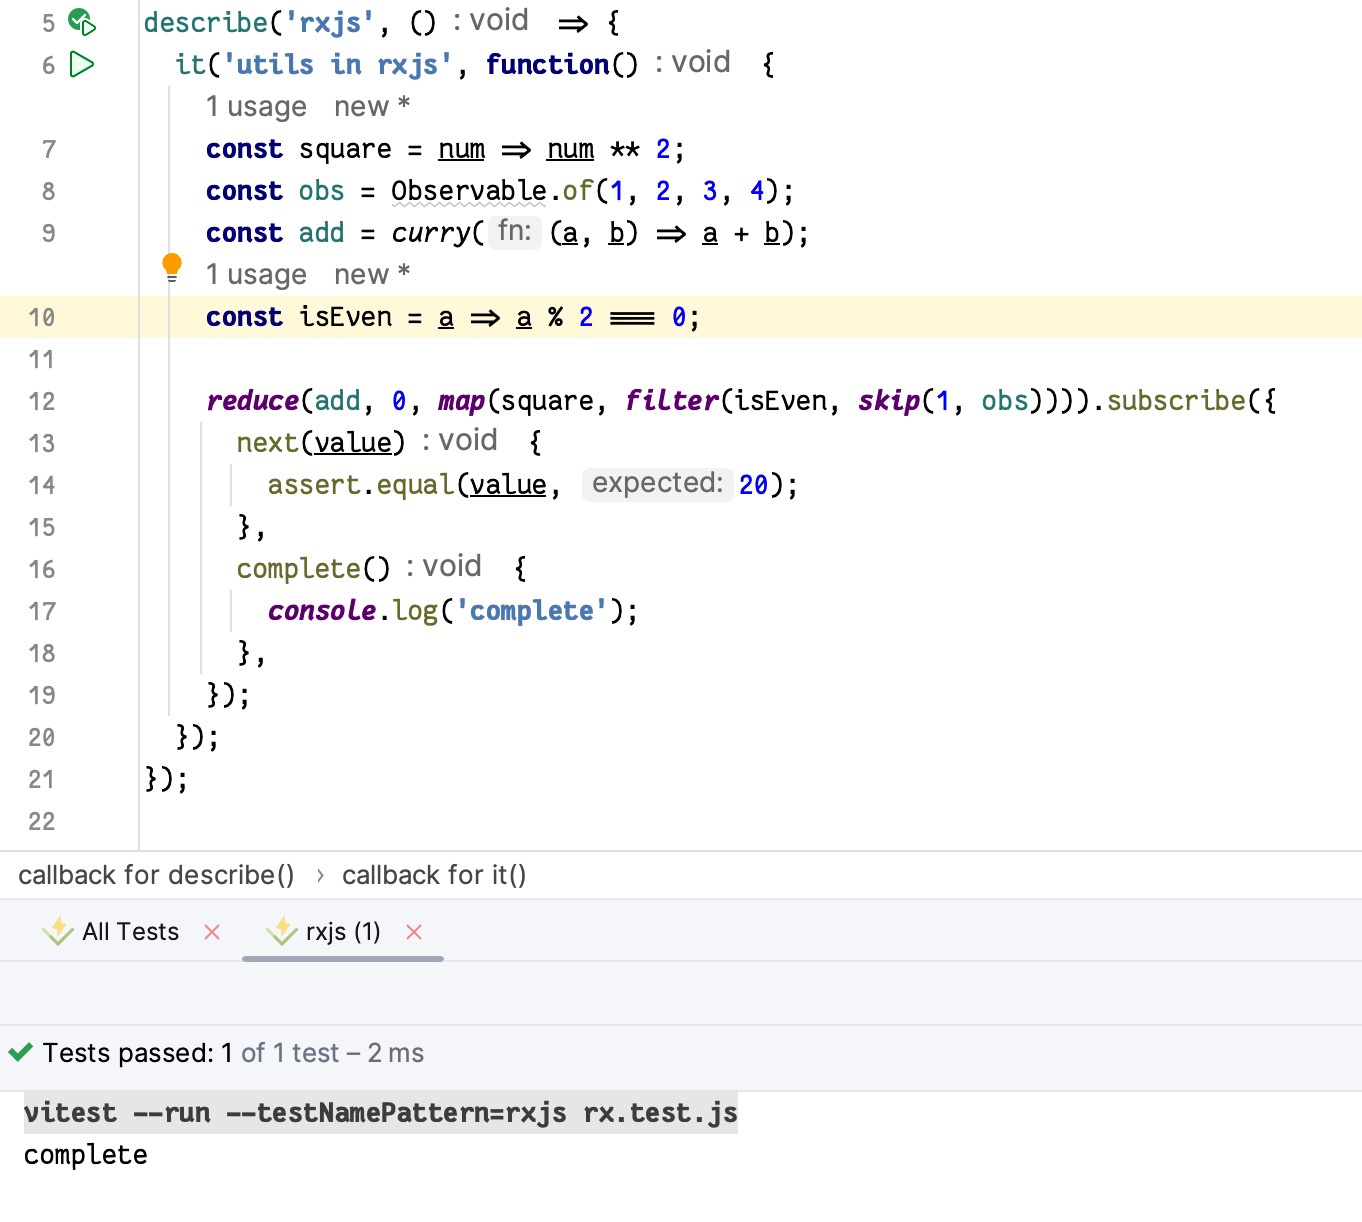 5 describe('rxjs', () : void => {
6 it('utils in rxjs', function() : void {
1 usage new *
7 const square = num => num ** 2;
8 const obs = Observable.of(1, 2, 3, 4);
9 const add = curry( fn: (a, b) => a + b);
1 usage new *
10 const isEven = a => a % 2 === 0;
11
12 reduce(add, 0, map(square, filter(isEven, skip(1, obs)))).subscribe({
13 next(value) : void {
14 assert.equal(value, expected: 20);
15 },
16 complete() : void {
17 console.log('complete');
18 },
19 });
20 });
21 });
22
callback for describe() › callback for it()
All Tests × rxjs (1) ×
Tests passed: 1 of 1 test – 2 ms
vitest --run --testNamePattern=rxjs rx.test.js
complete